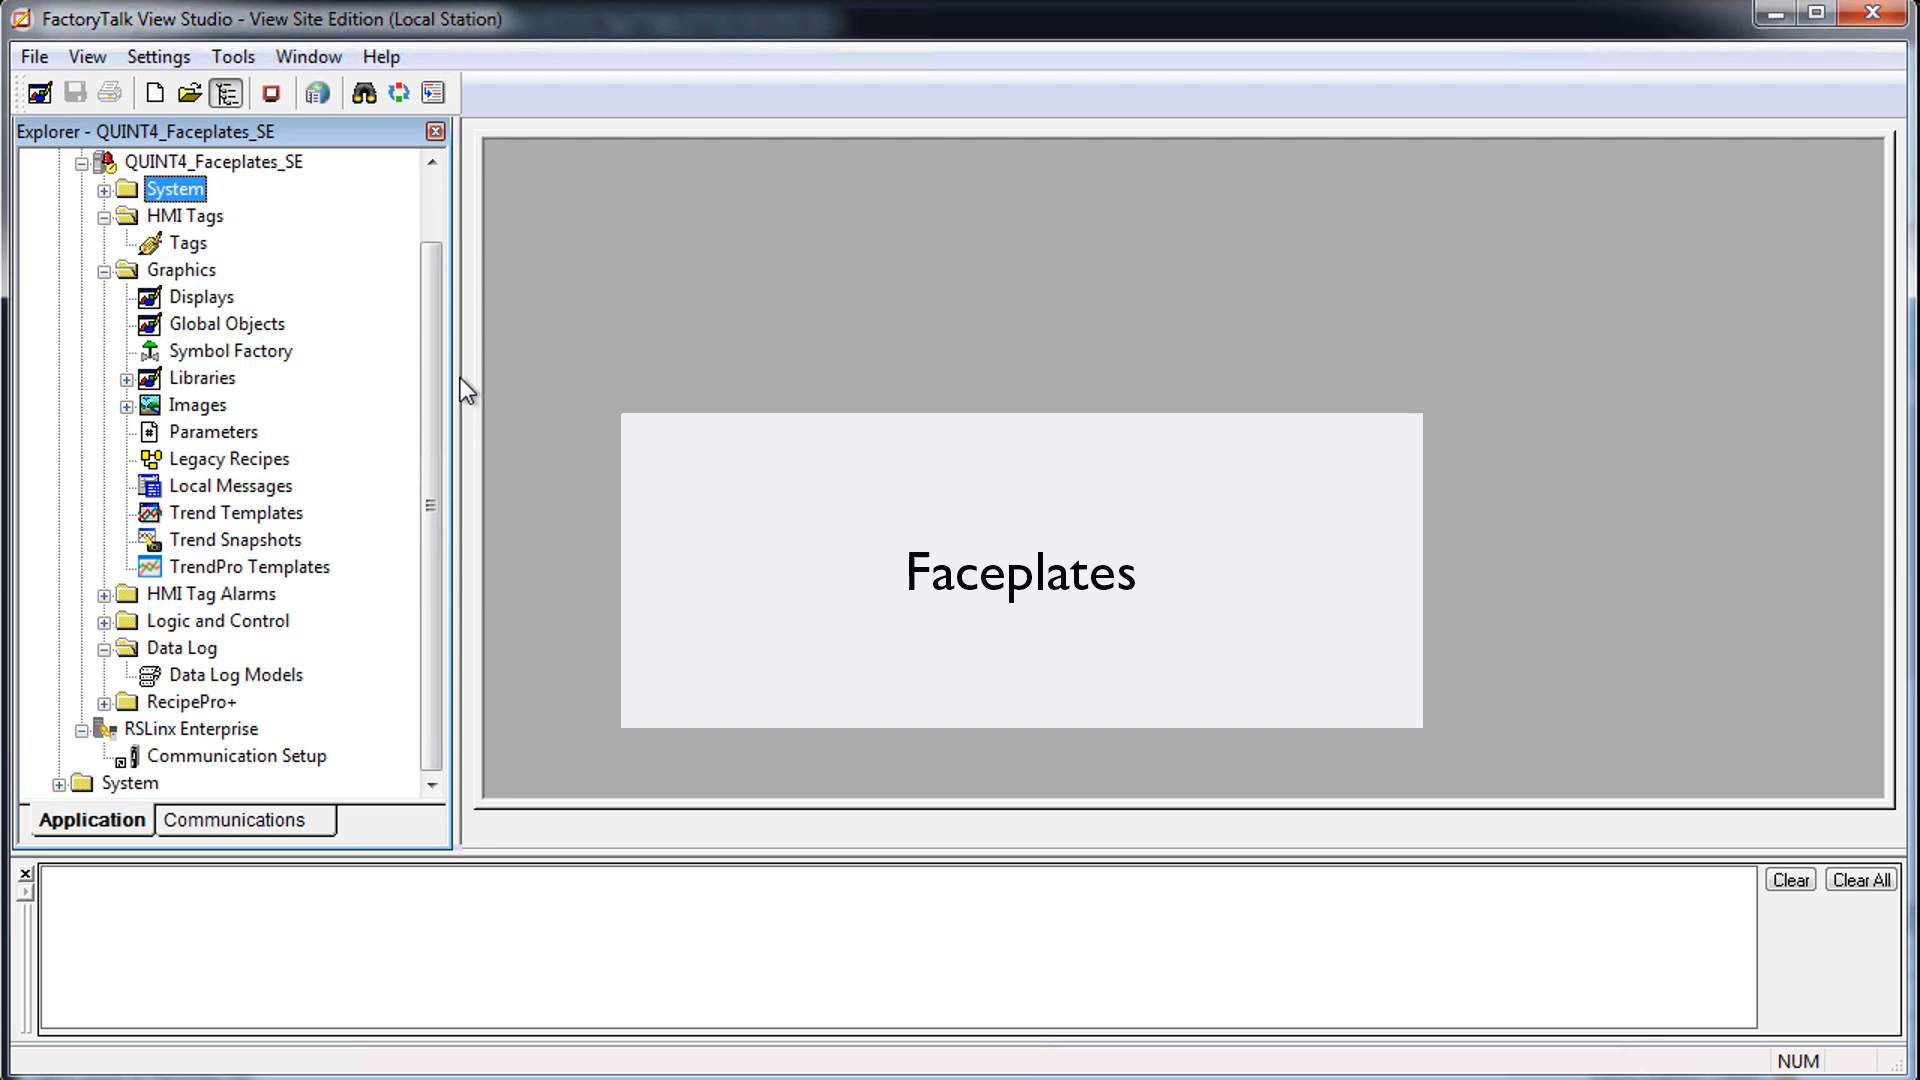 FactoryTalk View Studio - View Site Edition (Local Station)
File View Settings Tools Window Help
Explorer - QUINT4_Faceplates_SE
QUINT4_Faceplates_SE
System
HMI Tags
Tags
Graphics
Displays
Global Objects
Symbol Factory
Libraries
Images
Parameters
Legacy Recipes
Local Messages
Trend Templates
Trend Snapshots
TrendPro Templates
HMI Tag Alarms
Logic and Control
Data Log
Data Log Models
RecipePro+
RSLinx Enterprise
Communication Setup
System
Application Communications
Faceplates
Clear Clear All
NUM